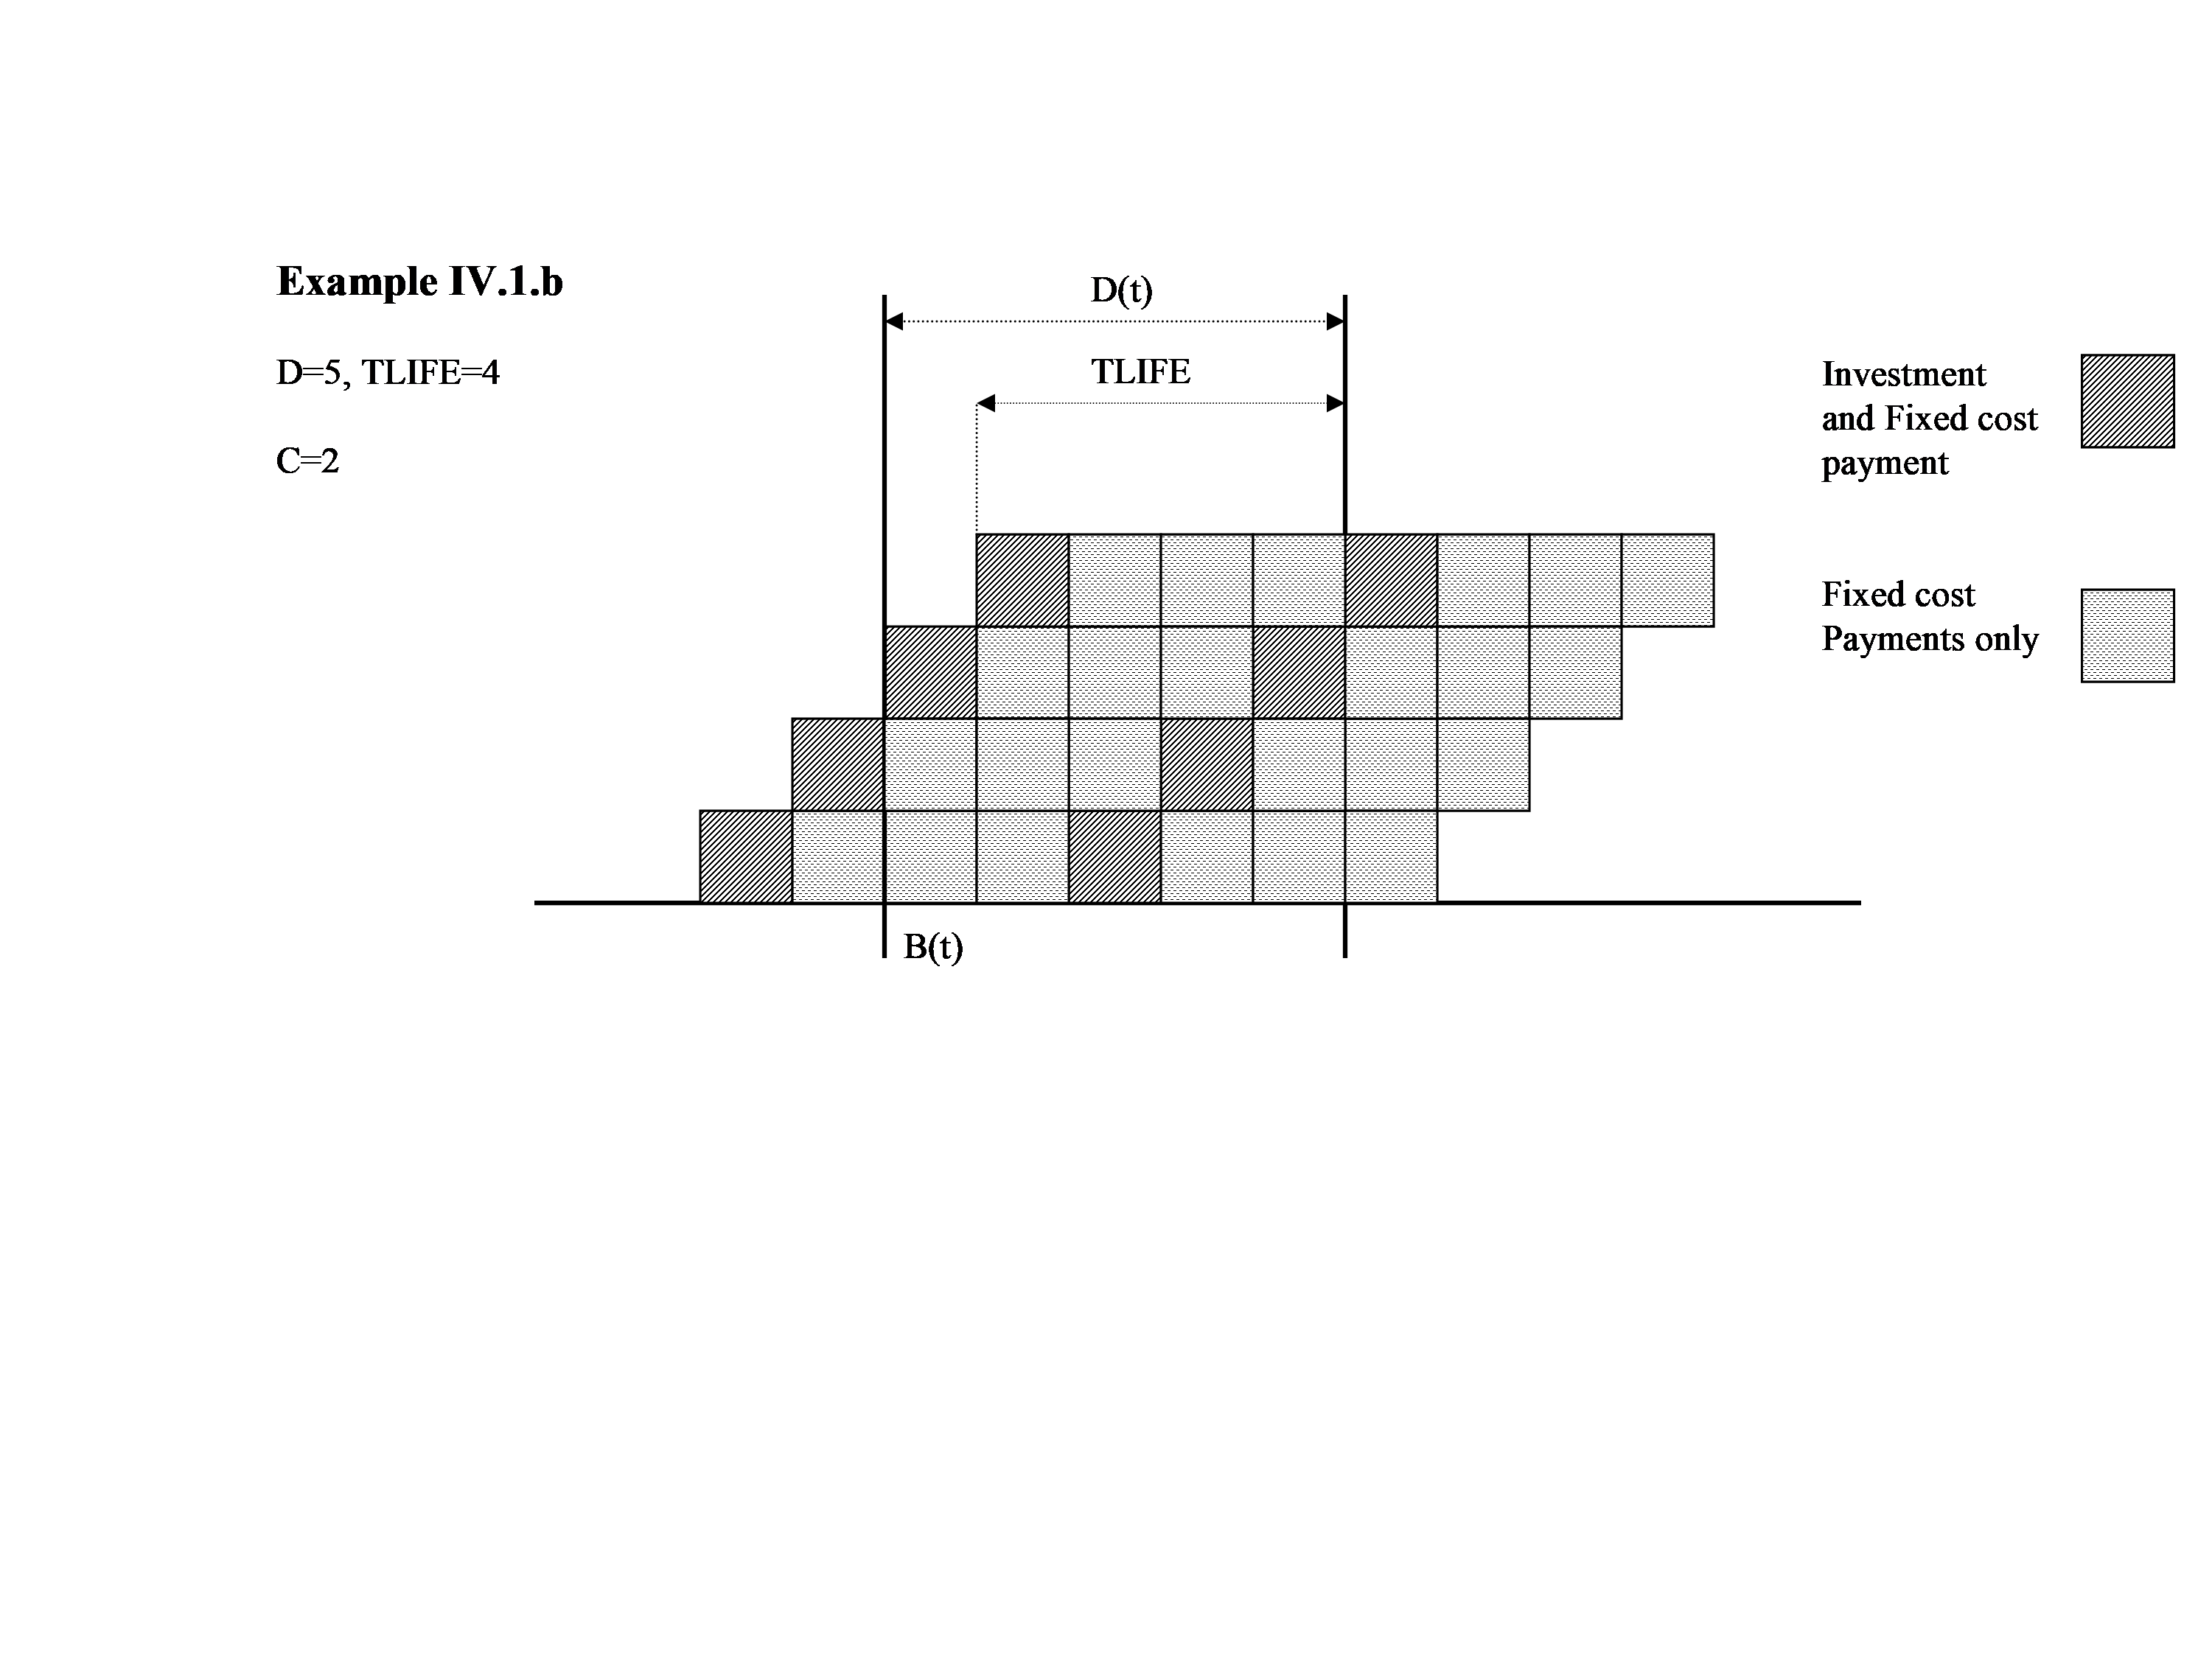 Example IV.1.b
D=5, TLIFE=4
C=2
D(t)
TLIFE
Investment
and Fixed cost
payment
Fixed cost
Payments only
B(t)